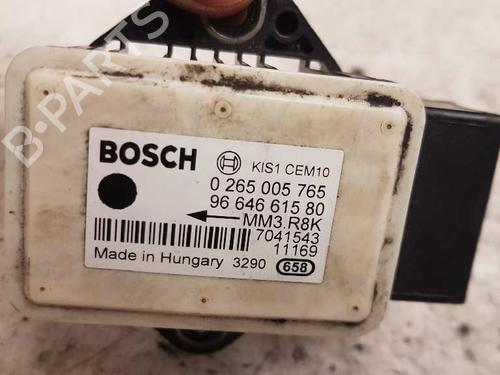 BOSCH KIS1 CEM10
0 265 005 765
96 646 615 80
MM3.R8K
7041543
11169
Made in Hungary 3290 658
B-PARTS